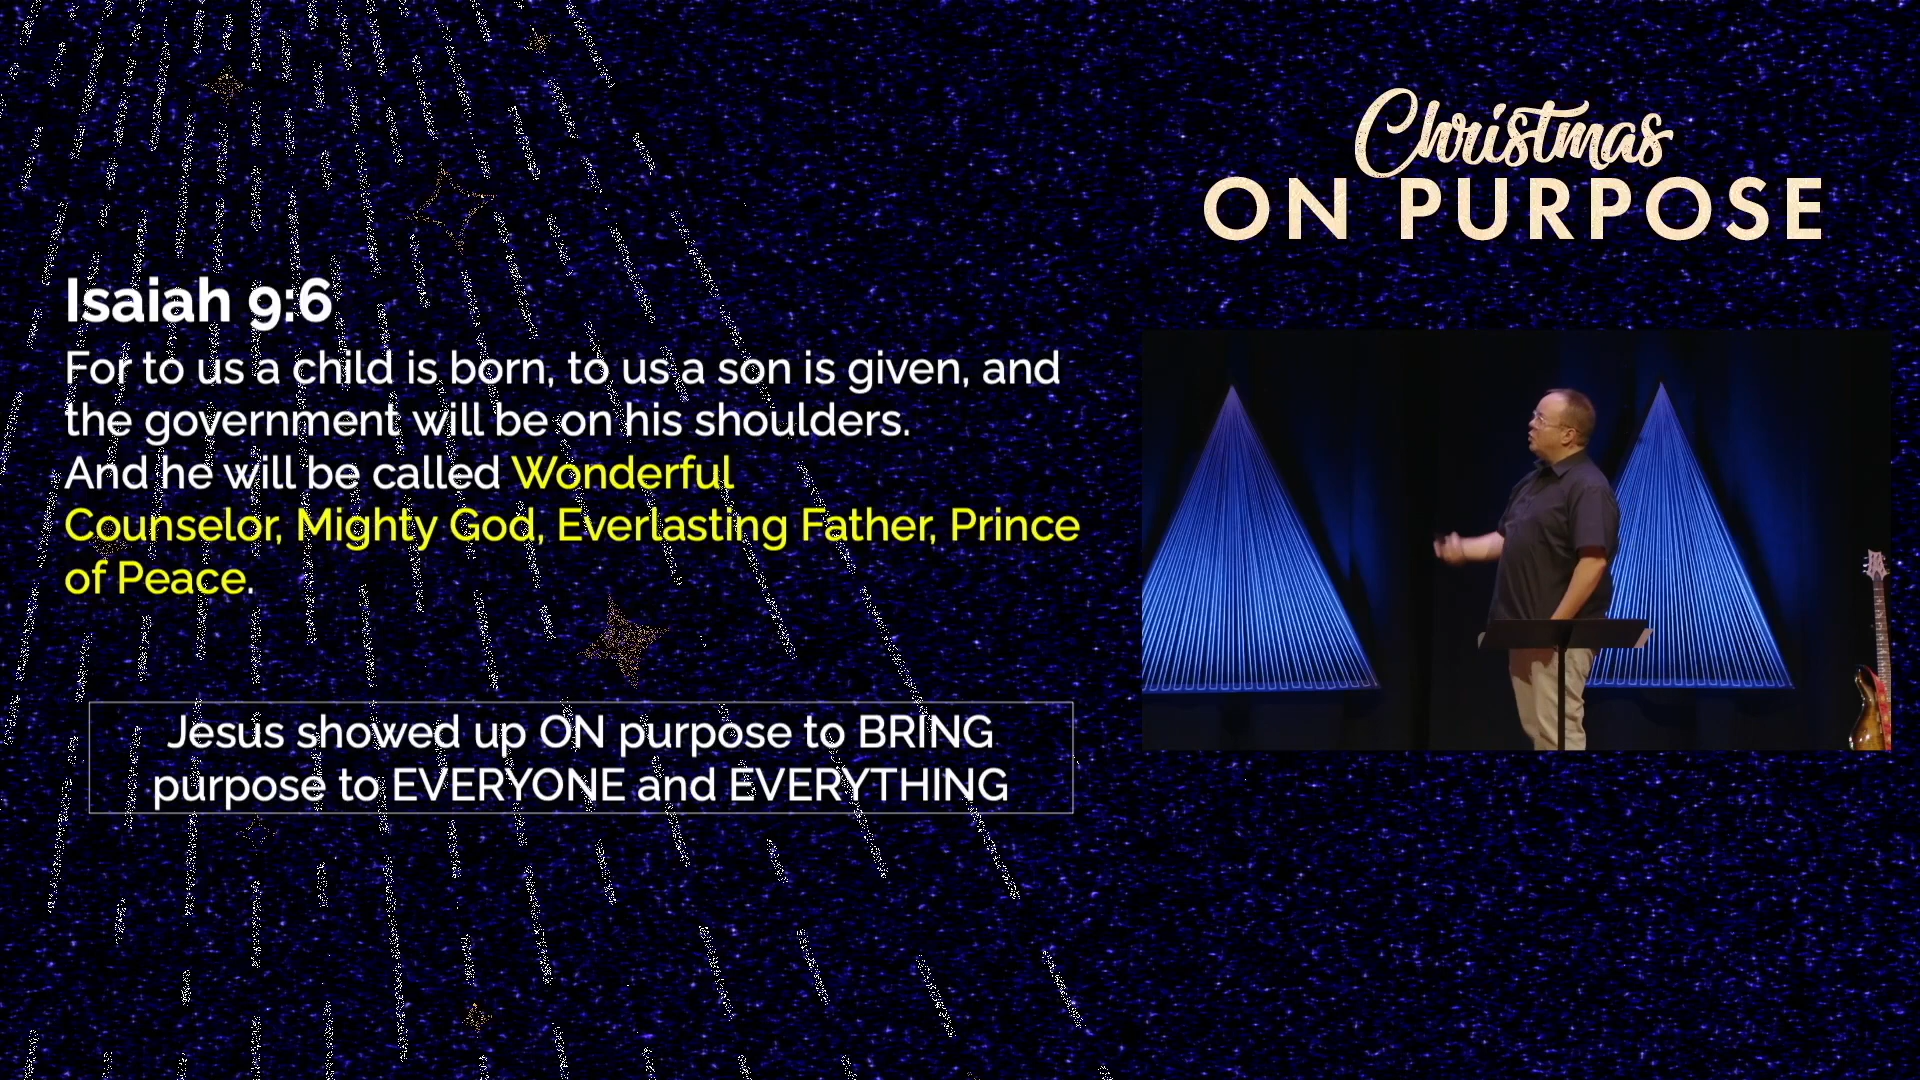 Christmas
ON PURPOSE
Isaiah 9:6
For to us a child is born, to us a son is given, and
the government will be on his shoulders.
And he will be called Wonderful
Counselor, Mighty God, Everlasting Father, Prince
of Peace.
Jesus showed up ON purpose to BRING
purpose to EVERYONE and EVERYTHING